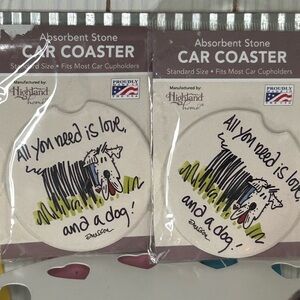 Absorbent Stone
CAR COASTER
Standard Size • Fits Most Car Cupholders
Manufactured by:
Highland
home
PROUDLY
All you need is love,
and a dog!
Absorbent Stone
CAR COASTER
Standard Size • Fits Most Car Cupholders
Manufactured by:
Highland
home
PROUDLY
All you need is love,
and a dog!